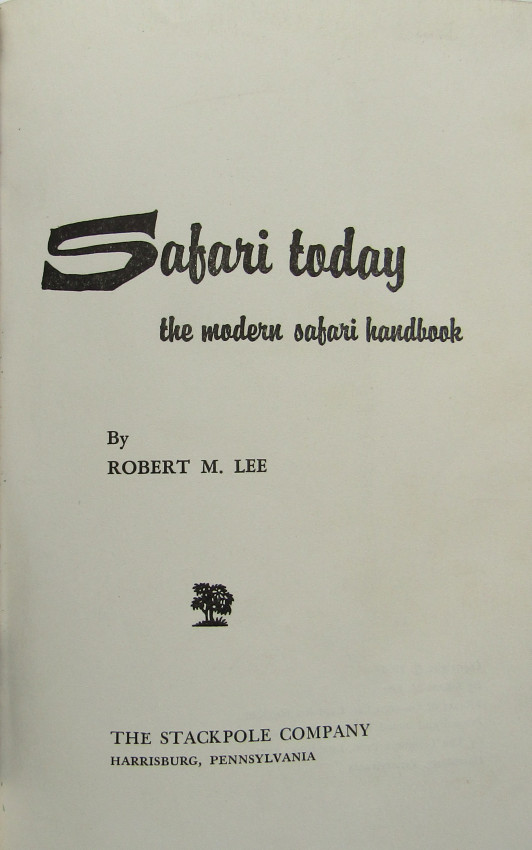 Safari today
the modern safari handbook
By
ROBERT M. LEE
THE STACKPOLE COMPANY
HARRISBURG, PENNSYLVANIA